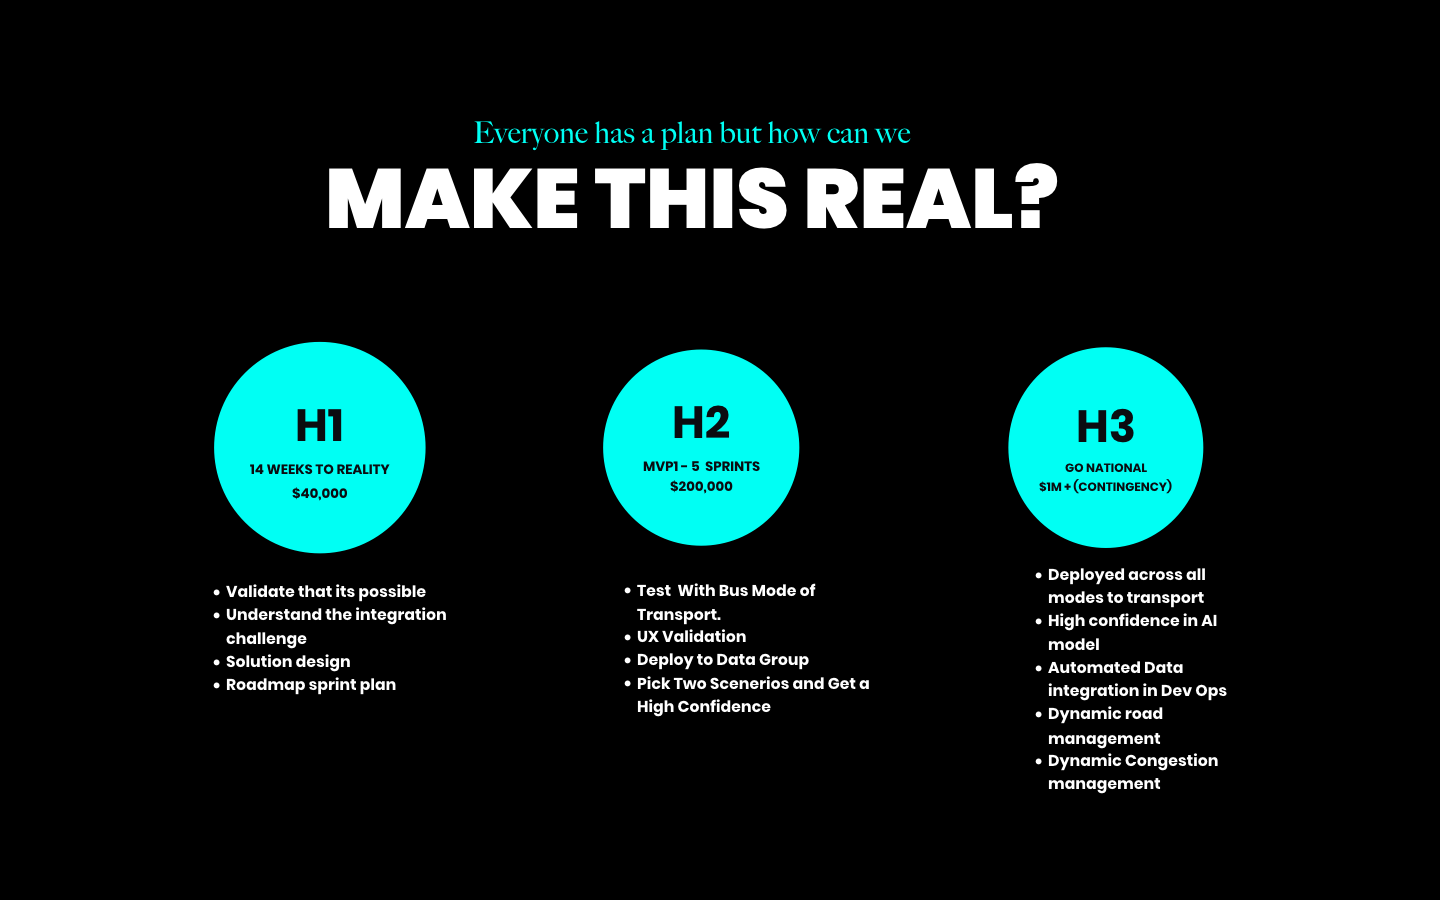 Everyone has a plan but how can we
MAKE THIS REAL?
H1
14 WEEKS TO REALITY
$40,000
• Validate that its possible
• Understand the integration
challenge
• Solution design
• Roadmap sprint plan
H2
MVP1 - 5 SPRINTS
$200,000
• Test With Bus Mode of
Transport.
• UX Validation
• Deploy to Data Group
• Pick Two Scenerios and Get a
High Confidence
H3
GO NATIONAL
$1M + (CONTINGENCY)
• Deployed across all
modes to transport
• High confidence in AI
model
• Automated Data
integration in Dev Ops
• Dynamic road
management
• Dynamic Congestion
management